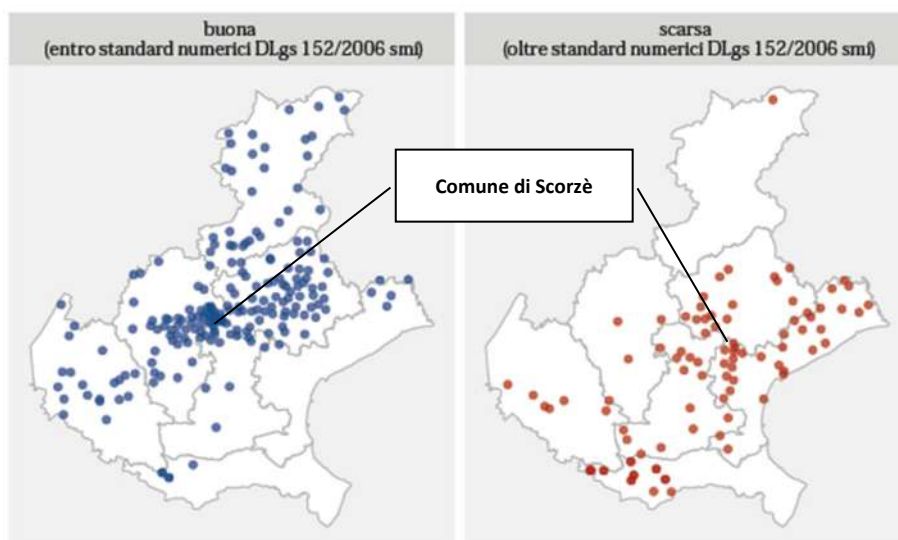 buona
(entro standard numerici DLgs 152/2006 smi)
scarsa
(oltre standard numerici DLgs 152/2006 smi)
Comune di Scorzè